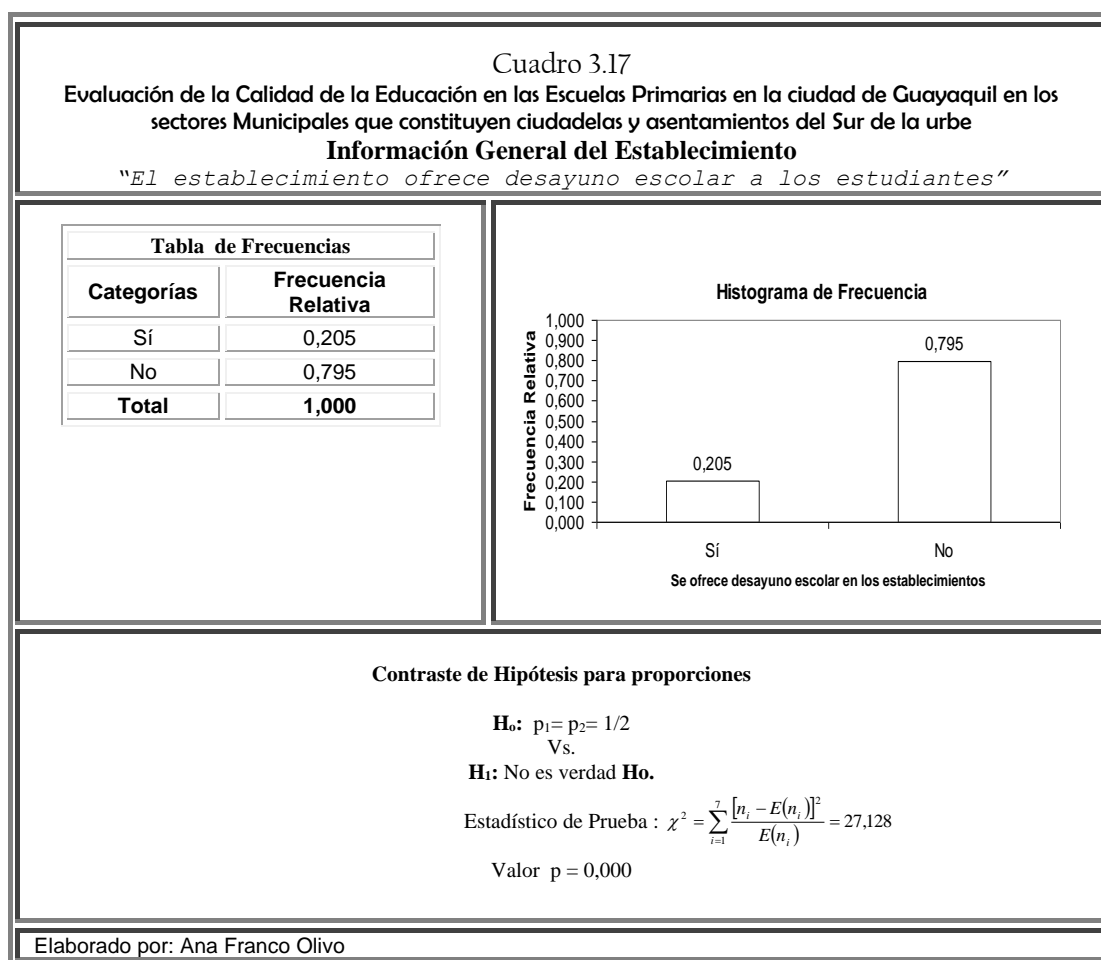 Cuadro 3.17
Evaluación de la Calidad de la Educación en las Escuelas Primarias en la ciudad de Guayaquil en los
sectores Municipales que constituyen ciudadelas y asentamientos del Sur de la urbe
Información General del Establecimiento
“El establecimiento ofrece desayuno escolar a los estudiantes”
Tabla de Frecuencias
Categorías Frecuencia Relativa
Sí 0,205
No 0,795
Total 1,000
Histograma de Frecuencia
Frecuencia Relativa
1,000
0,900
0,800
0,700
0,600
0,500
0,400
0,300
0,200
0,100
0,000
0,205
0,795
Sí No
Se ofrece desayuno escolar en los establecimientos
Contraste de Hipótesis para proporciones
Ho: p1= p2= 1/2
Vs.
H1: No es verdad Ho.
Estadístico de Prueba : χ² = ∑ i=1 7 [ni − E(ni)]² / E(ni) = 27,128
Valor p = 0,000
Elaborado por: Ana Franco Olivo